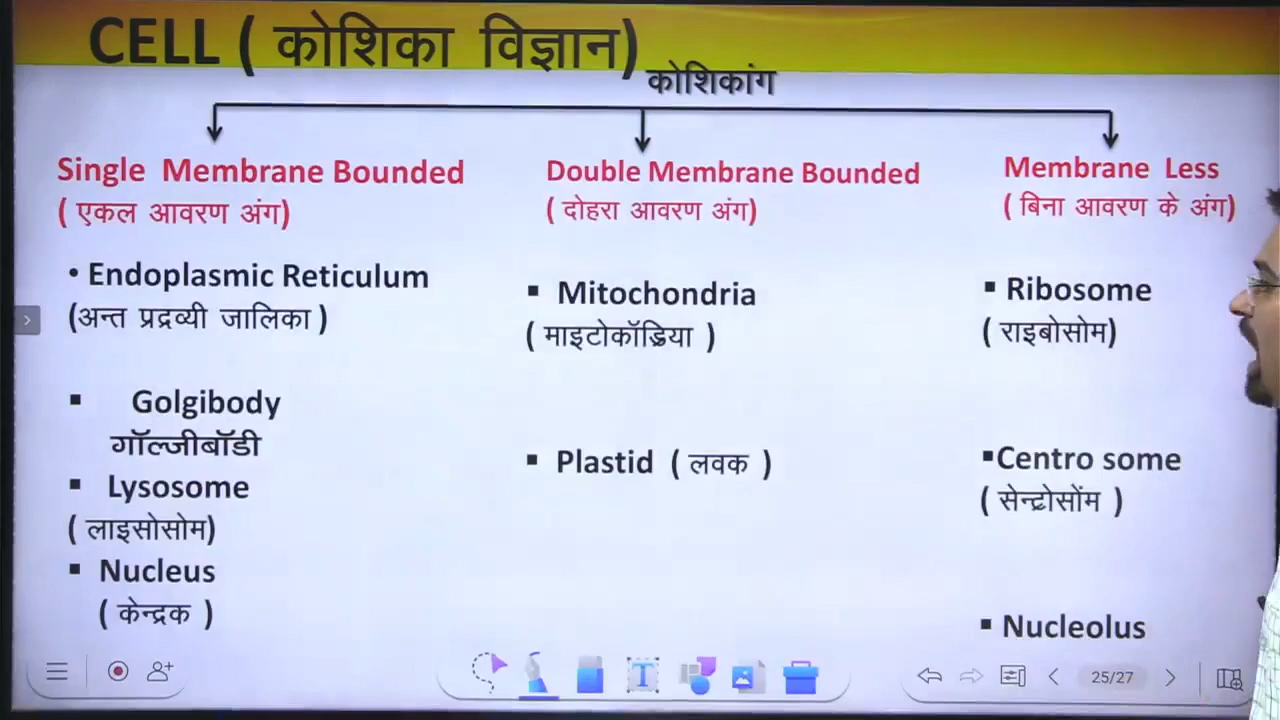 CELL ( कोशिका विज्ञान)
कोशिकांग
Single Membrane Bounded
( एकल आवरण अंग)
• Endoplasmic Reticulum
(अन्त प्रद्रव्यी जालिका )
▪ Golgibody
गॉल्जीबॉडी
▪ Lysosome
( लाइसोसोम)
▪ Nucleus
( केन्द्रक )
Double Membrane Bounded
( दोहरा आवरण अंग)
▪ Mitochondria
( माइटोकॉड्रिया )
▪ Plastid ( लवक )
Membrane Less
( बिना आवरण के अंग)
▪ Ribosome
( राइबोसोम)
▪Centro some
( सेन्ट्रोसोंम )
▪ Nucleolus
25/27